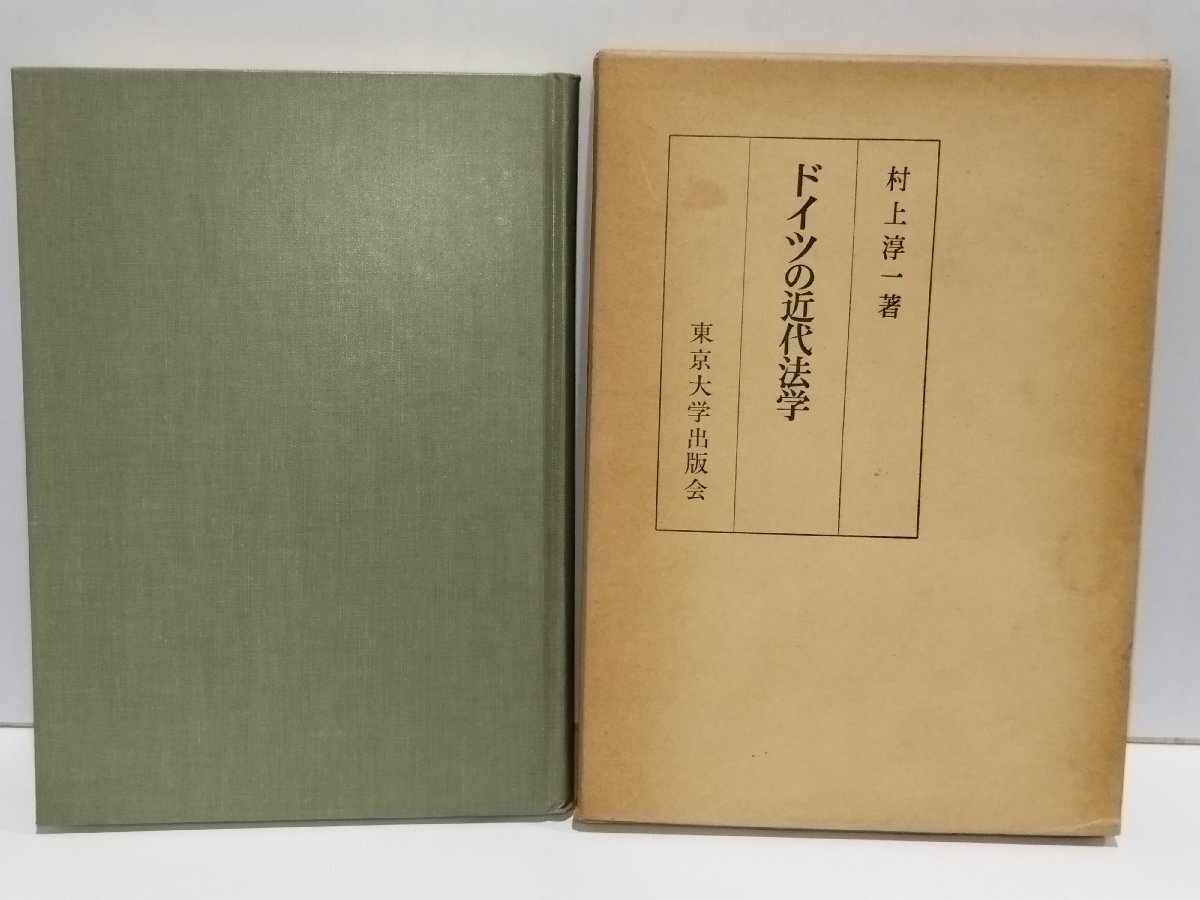 村上淳一著
ドイツの近代法学
東京大学出版会